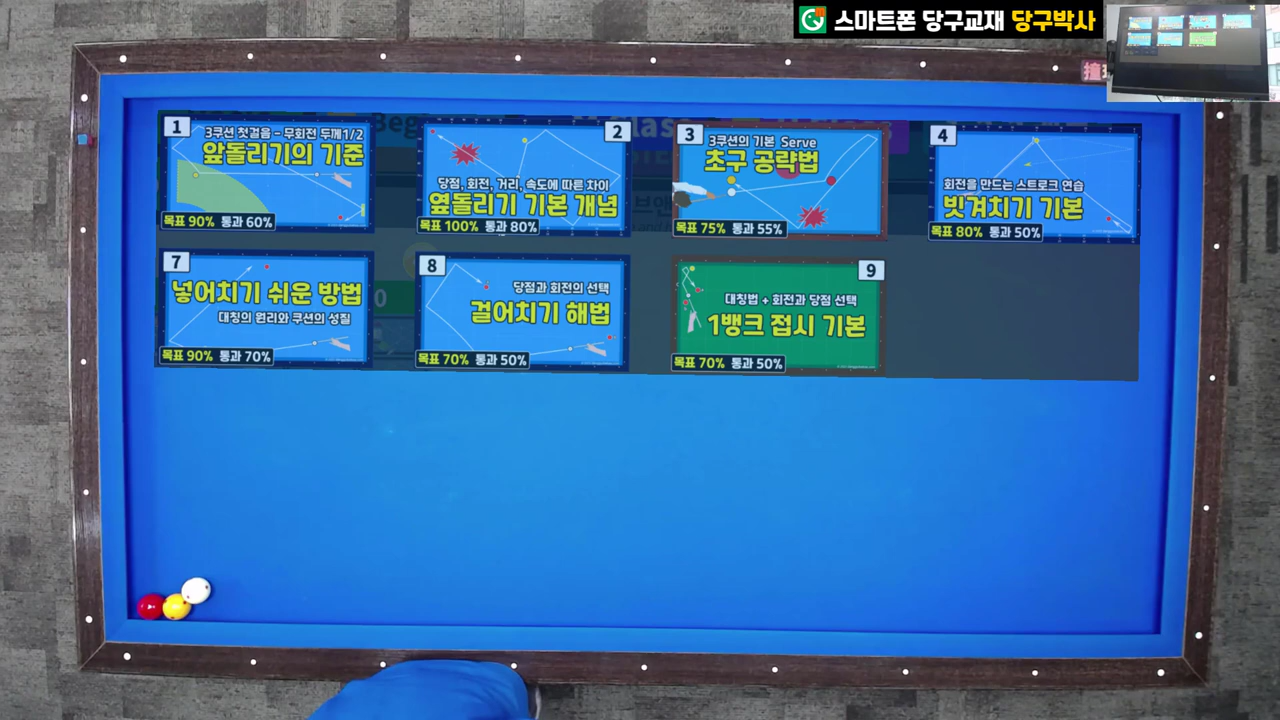 스마트폰 당구교재 당구박사
撞
Beg
Class
1
3쿠션 첫걸음 - 무회전 두께1/2
앞돌리기의 기준
목표 90% 통과 60%
2
당점, 회전, 거리, 속도에 따른 차이
옆돌리기 기본 개념
목표 100% 통과 80%
3
3쿠션의 기본 Serve
초구 공략법
목표 75% 통과 55%
4
회전을 만드는 스트로크 연습
빗겨치기 기본
목표 80% 통과 50%
7
넣어치기 쉬운 방법
대칭의 원리와 쿠션의 성질
목표 90% 통과 70%
8
당점과 회전의 선택
걸어치기 해법
목표 70% 통과 50%
9
대칭법 + 회전과 당점 선택
1뱅크 접시 기본
목표 70% 통과 50%